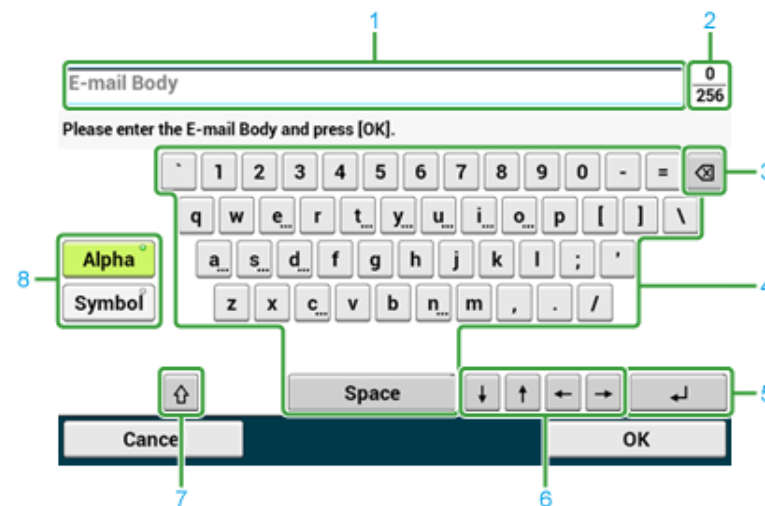 1 2
E-mail Body 0
256
Please enter the E-mail Body and press [OK].
` 1 2 3 4 5 6 7 8 9 0 - = 3
q w e... r t... y... u... i... o... p [ ] \
8 Alpha a... s... d... f g h j k l ; '
Symbol z x c... v b n... m , . / 4
Space ↓ ↑ ← → 5
Cancel OK
7 6